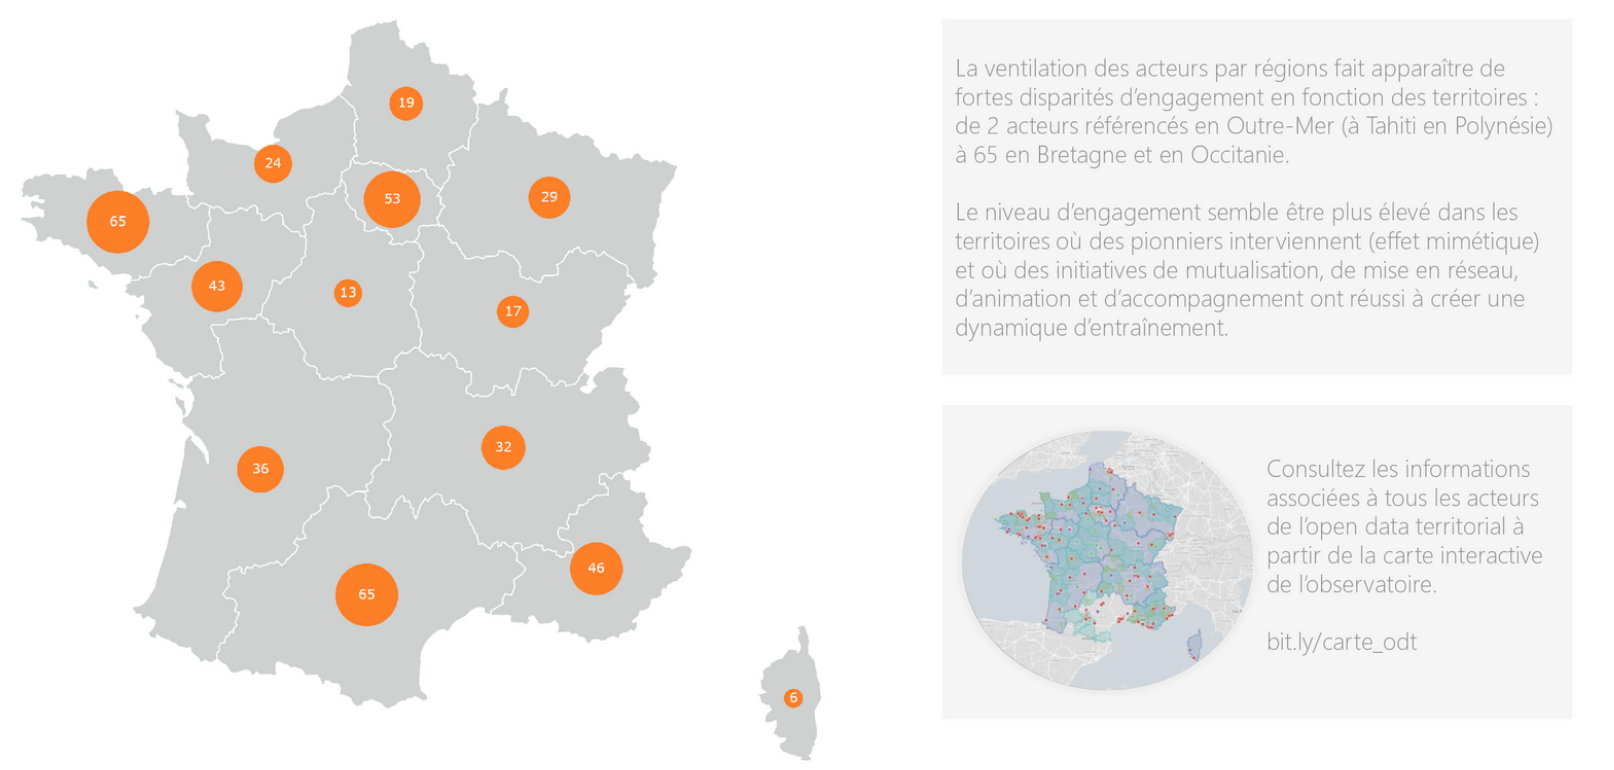 19
24
53
29
65
43
13
17
32
36
46
65
6
La ventilation des acteurs par régions fait apparaître de
fortes disparités d’engagement en fonction des territoires :
de 2 acteurs référencés en Outre-Mer (à Tahiti en Polynésie)
à 65 en Bretagne et en Occitanie.
Le niveau d’engagement semble être plus élevé dans les
territoires où des pionniers interviennent (effet mimétique)
et où des initiatives de mutualisation, de mise en réseau,
d’animation et d’accompagnement ont réussi à créer une
dynamique d’entraînement.
Consultez les informations
associées à tous les acteurs
de l’open data territorial à
partir de la carte interactive
de l’observatoire.
bit.ly/carte_odt